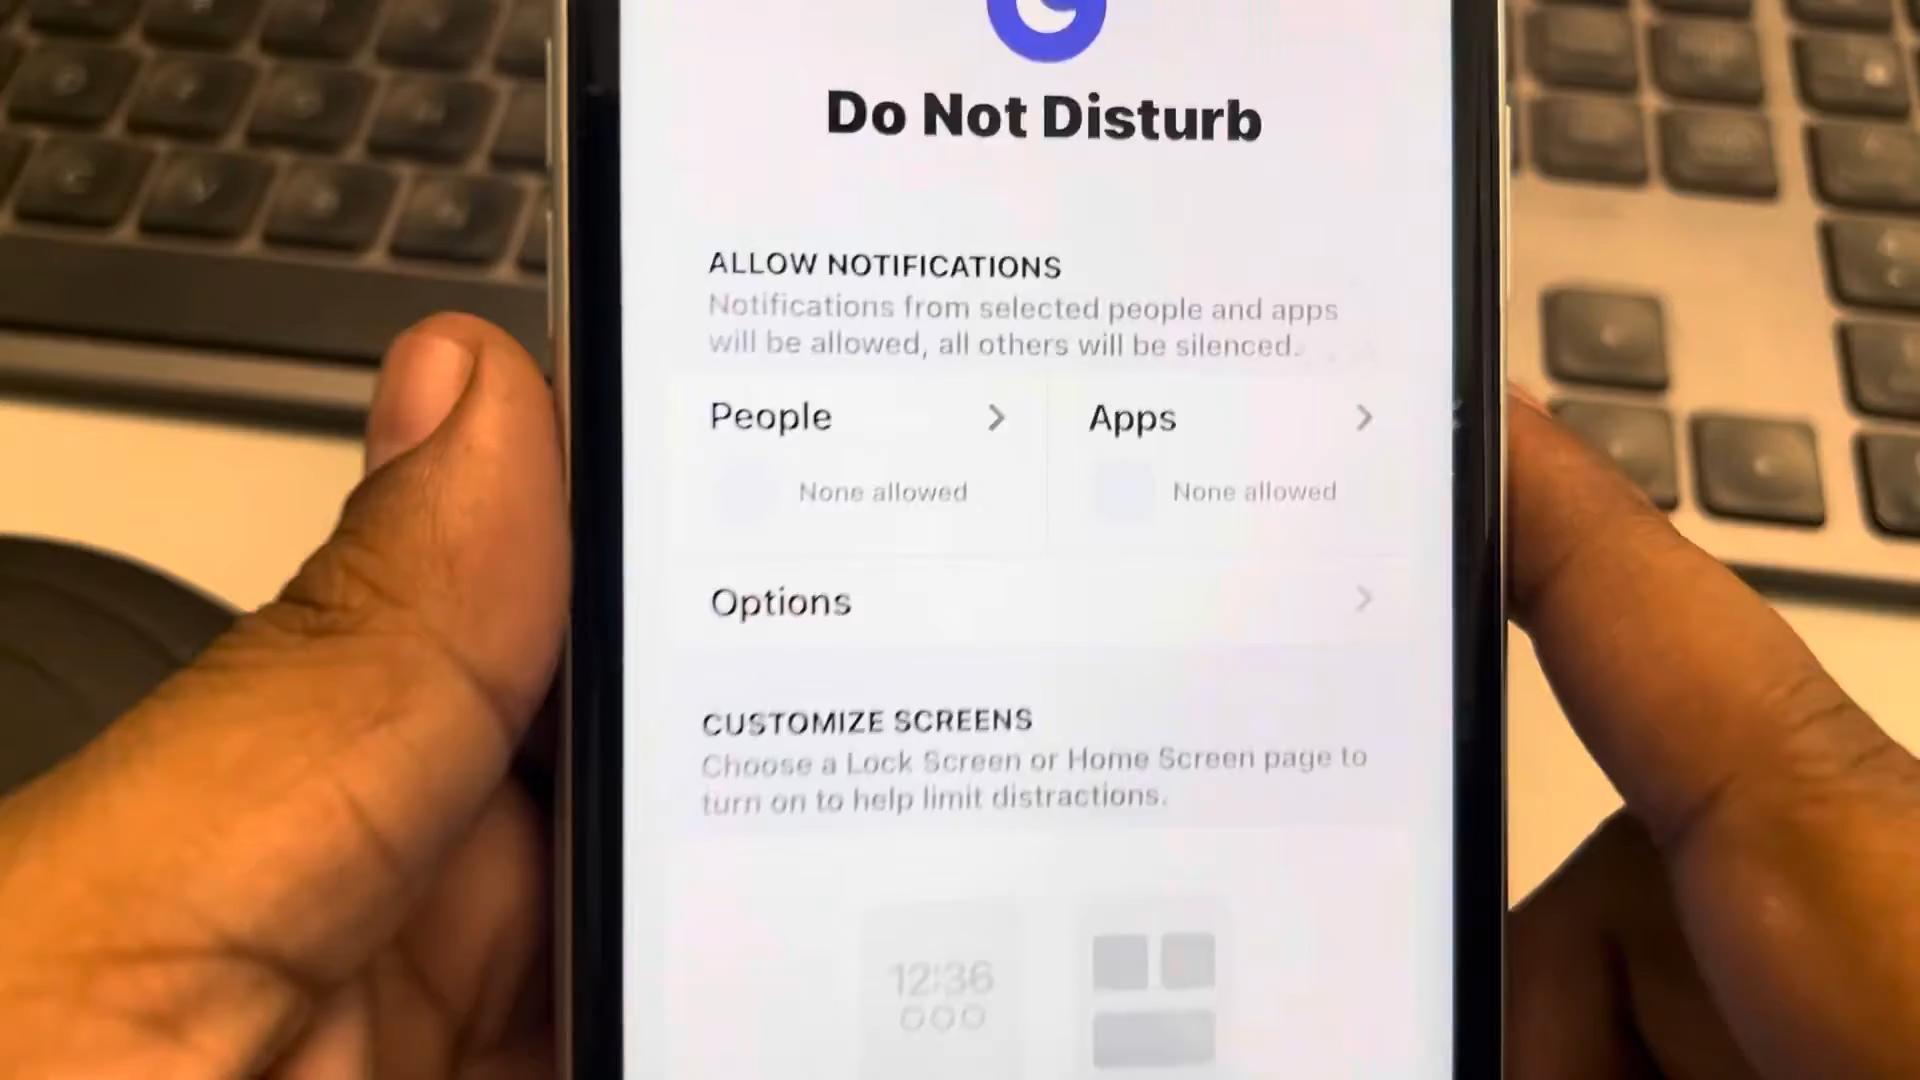 Do Not Disturb
ALLOW NOTIFICATIONS
Notifications from selected people and apps
will be allowed, all others will be silenced.
People
Apps
None allowed
None allowed
Options
CUSTOMIZE SCREENS
Choose a Lock Screen or Home Screen page to
turn on to help limit distractions.
12:36